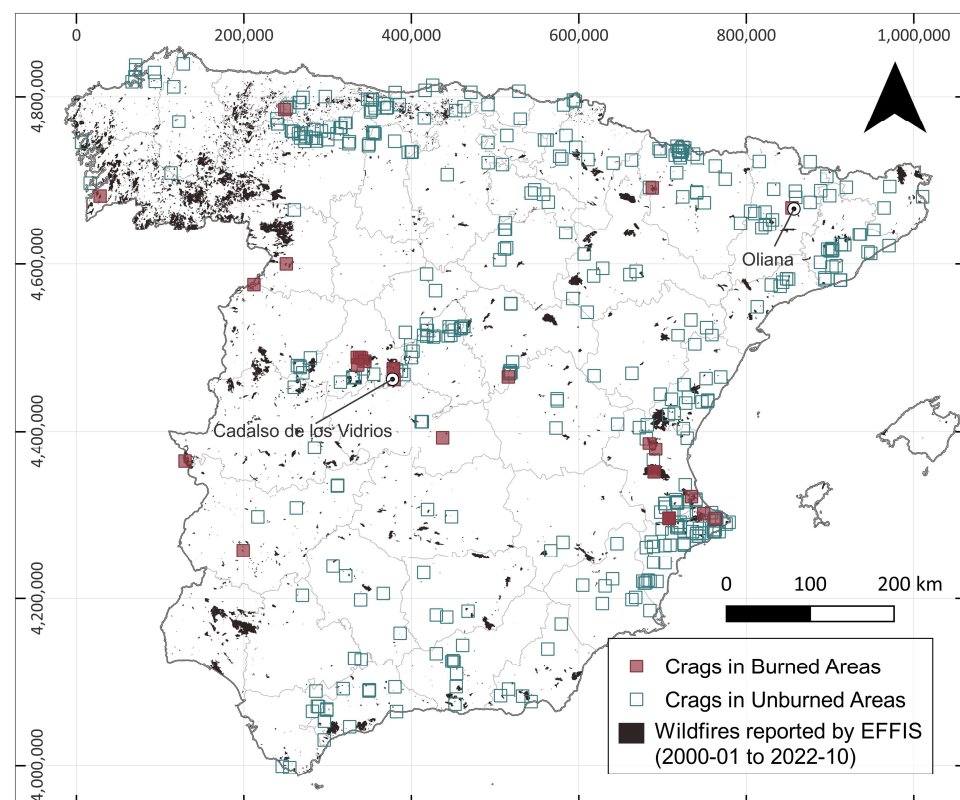 0
200,000
400,000
600,000
800,000
1,000,000
4,800,000
4,600,000
4,400,000
4,200,000
4,000,000
Oliana
Cadalso de los Vidrios
0 100 200 km
Crags in Burned Areas
Crags in Unburned Areas
Wildfires reported by EFFIS
(2000-01 to 2022-10)